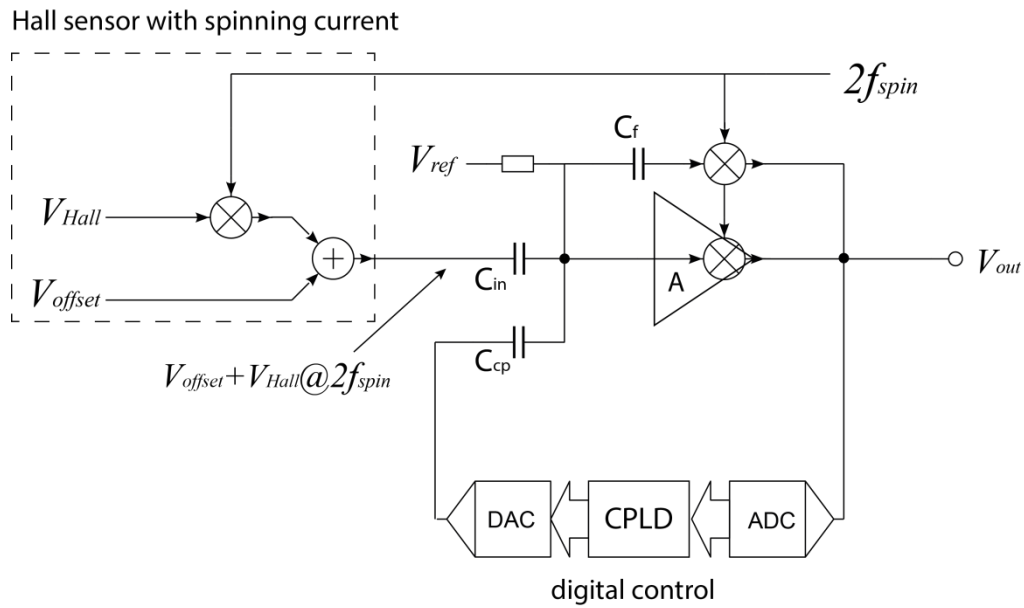 Hall sensor with spinning current
2fspin
Cf
Vref
VHall
Voffset
Cin
A
Vout
Ccp
Voffset+VHall@2fspin
DAC
CPLD
ADC
digital control